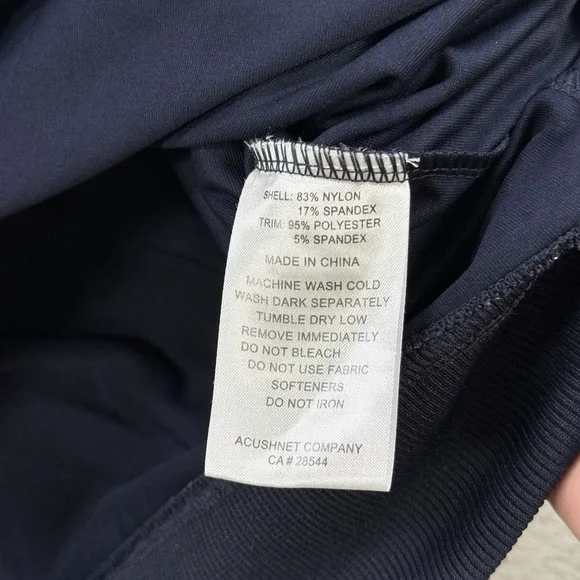 SHELL: 83% NYLON
17% SPANDEX
TRIM: 95% POLYESTER
5% SPANDEX
MADE IN CHINA
MACHINE WASH COLD
WASH DARK SEPARATELY
TUMBLE DRY LOW
REMOVE IMMEDIATELY
DO NOT BLEACH
DO NOT USE FABRIC
SOFTENERS
DO NOT IRON
ACUSHNET COMPANY
CA # 28544